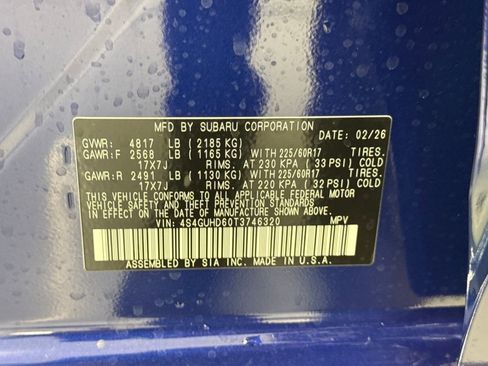 MFD BY SUBARU CORPORATION DATE: 02/26
GVWR: 4817 LB (2185 KG)
GAWR:F 2568 LB (1165 KG) WITH 225/60R17 TIRES.
17X7J RIMS. AT 230 KPA (33 PSI) COLD
GAWR:R 2491 LB (1130 KG) WITH 225/60R17 TIRES.
17X7J RIMS. AT 220 KPA (32 PSI) COLD
THIS VEHICLE CONFORMS TO ALL APPLICABLE FEDERAL MOTOR
VEHICLE SAFETY AND BUMPER STANDARDS
IN EFFECT ON THE DATE OF MANUFACTURE SHOWN ABOVE.
VIN: 4S4GUHD60T3746320 MPV
ASSEMBLED BY SIA INC. MADE IN U.S.A.